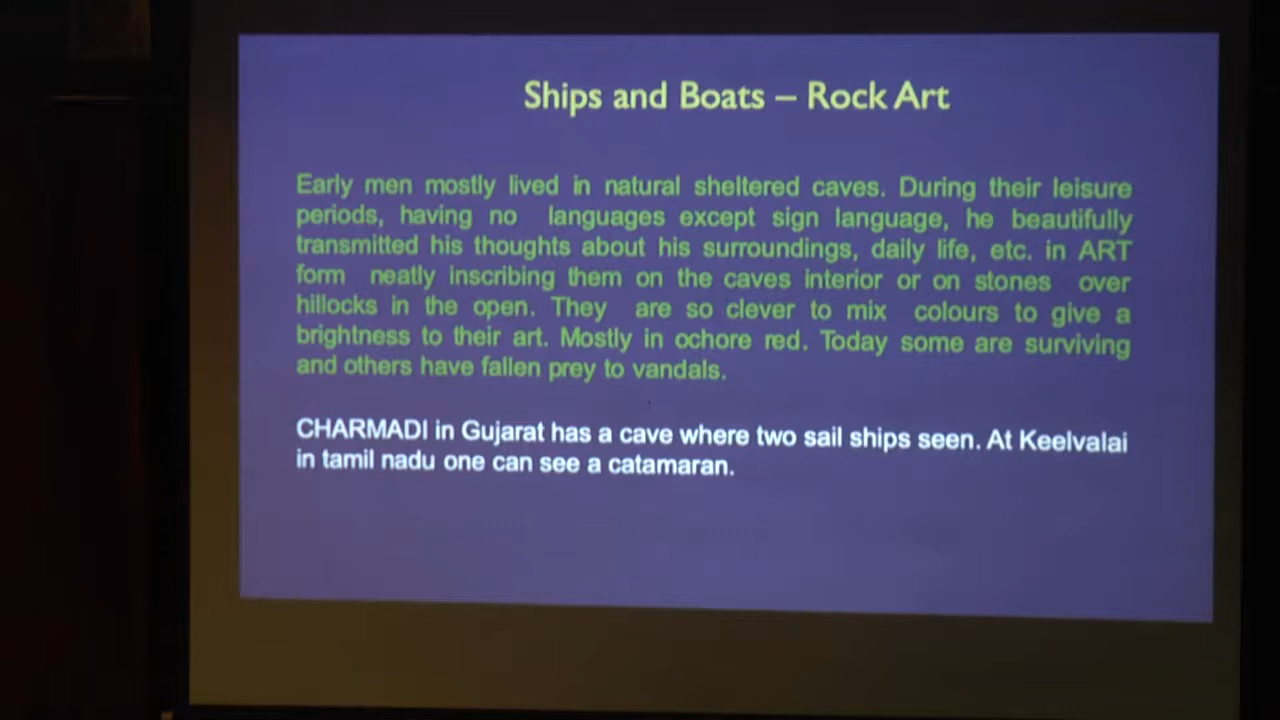 Ships and Boats – Rock Art
Early men mostly lived in natural sheltered caves. During their leisure
periods, having no languages except sign language, he beautifully
transmitted his thoughts about his surroundings, daily life, etc. in ART
form neatly inscribing them on the caves interior or on stones over
hillocks in the open. They are so clever to mix colours to give a
brightness to their art. Mostly in ochore red. Today some are surviving
and others have fallen prey to vandals.
CHARMADI in Gujarat has a cave where two sail ships seen. At Keelvalai
in tamil nadu one can see a catamaran.